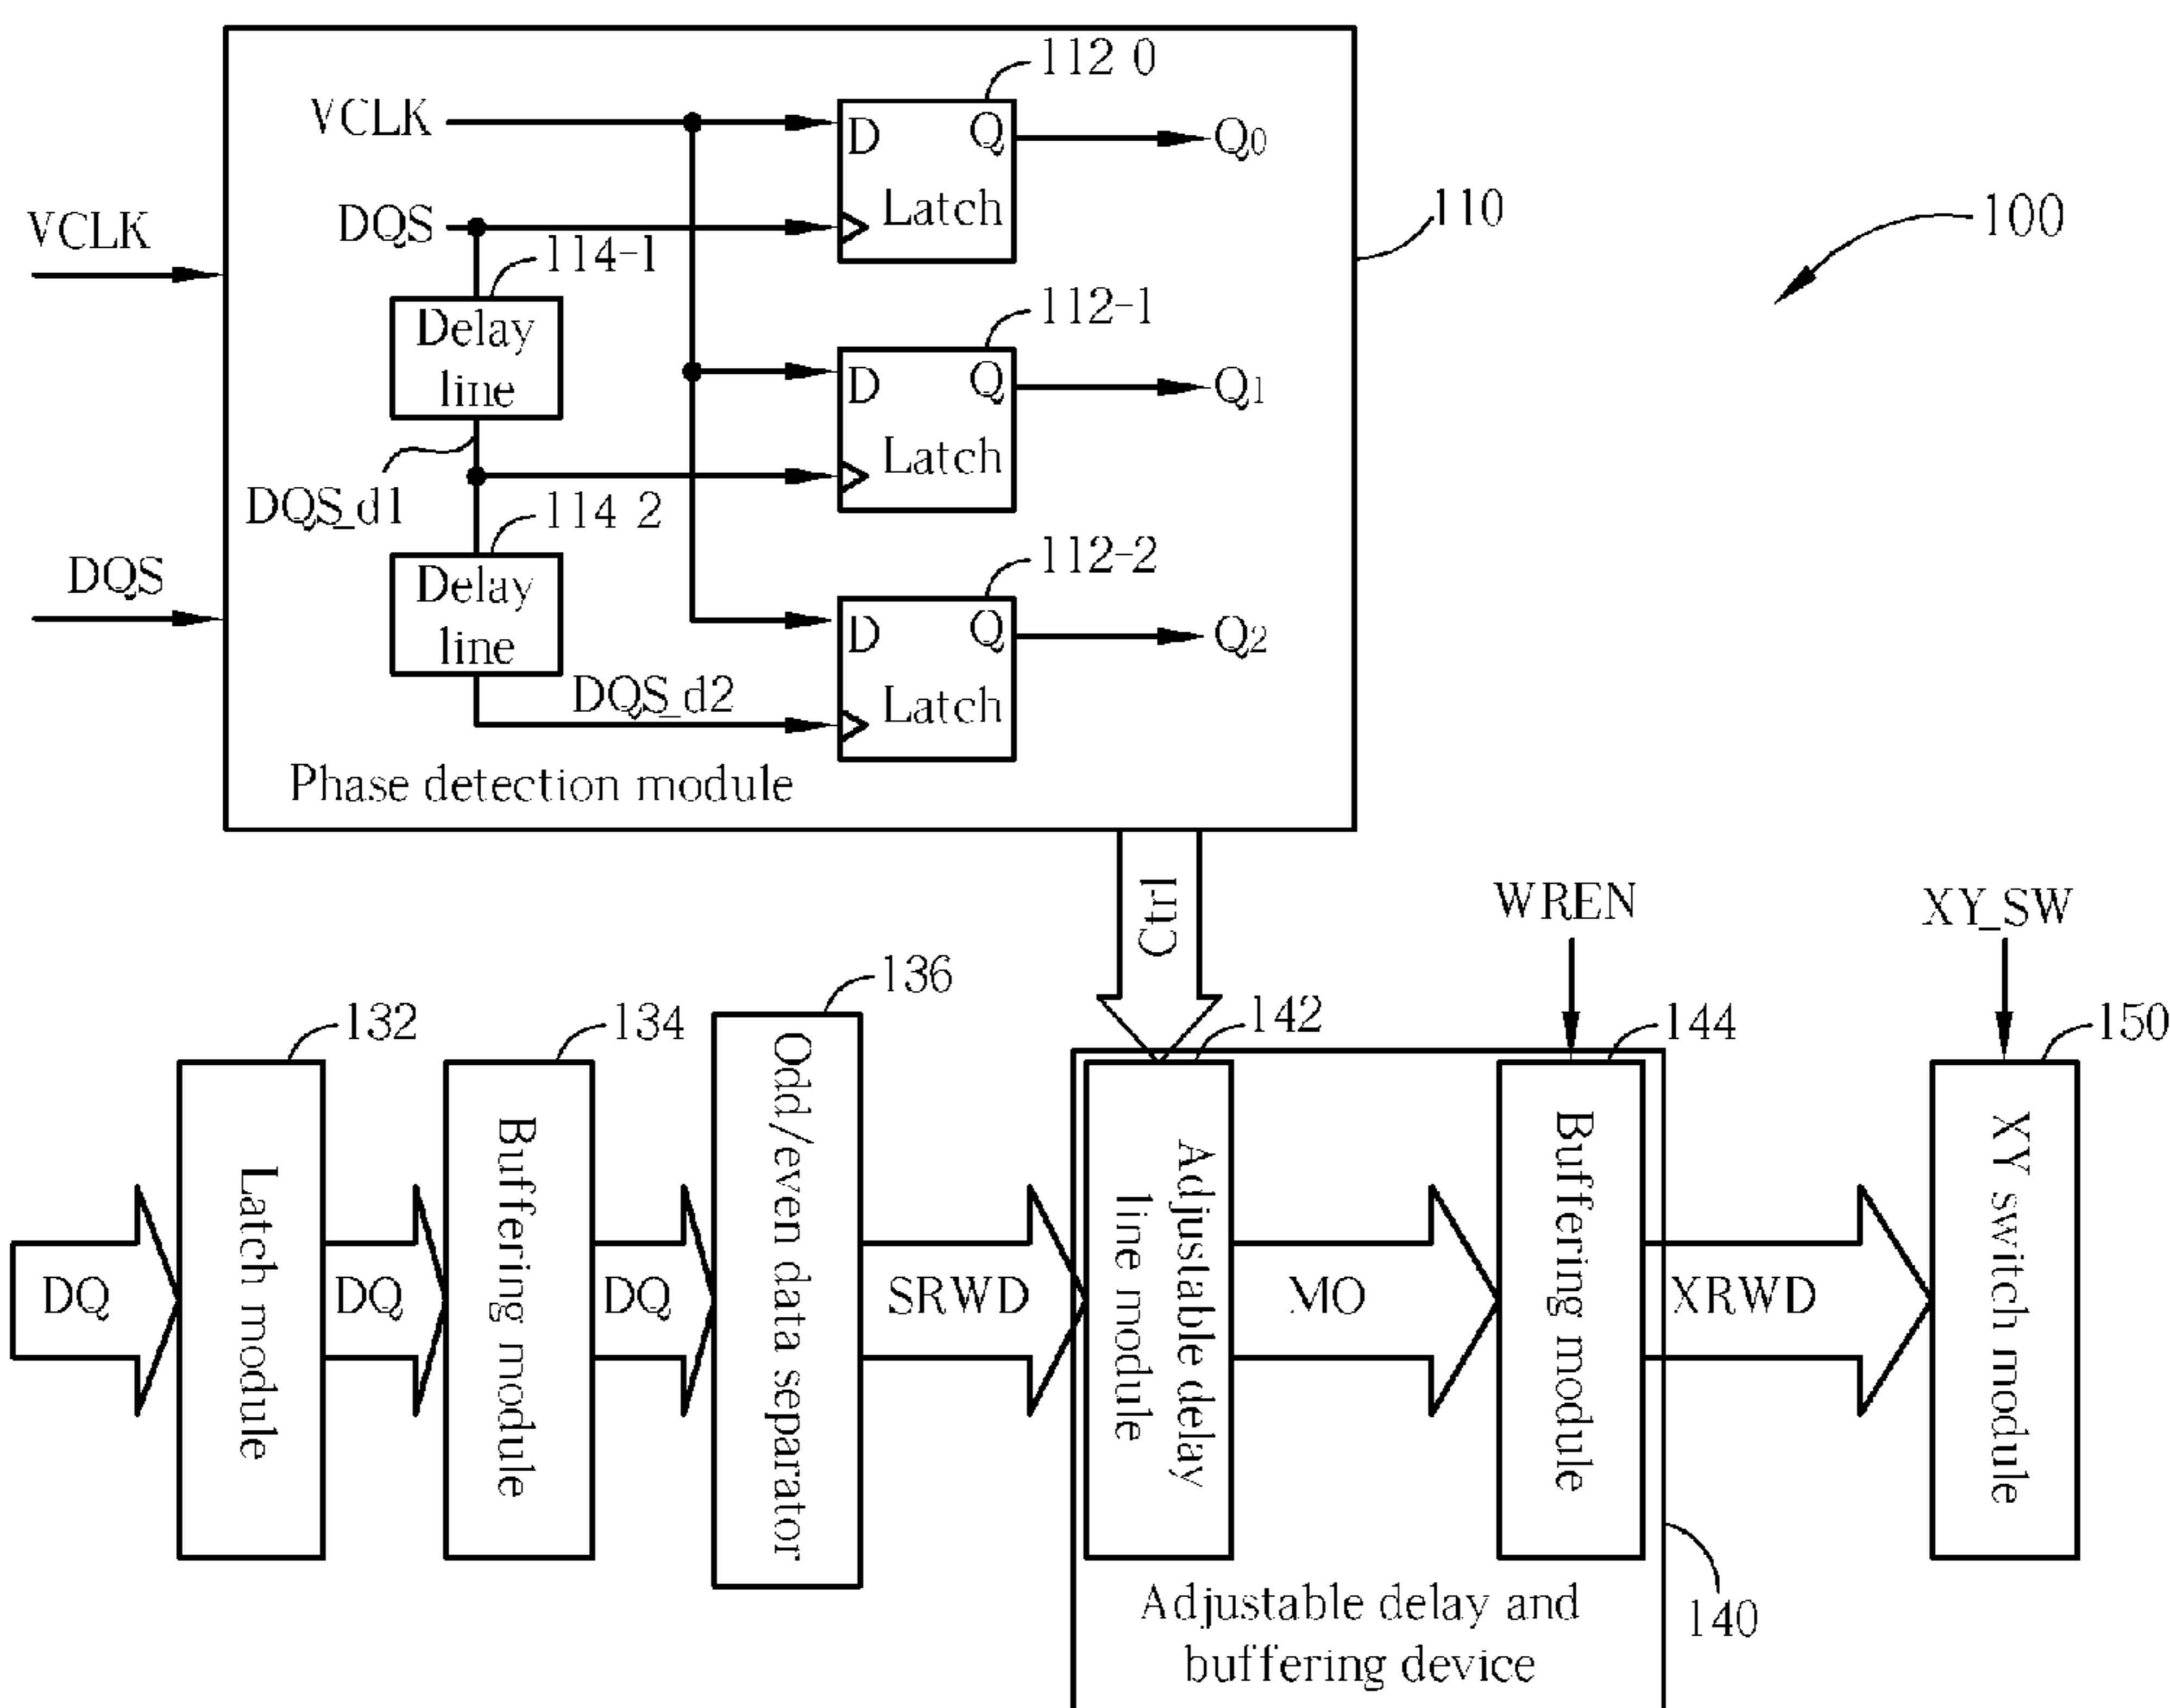 112 0
VCLK
D
Q
Q0
DQS
Latch
110
100
VCLK
114-1
Delay
line
112-1
D
Q
Q1
Latch
DQS_d1
114 2
DQS
Delay
line
112-2
D
Q
Q2
DQS_d2
Latch
Phase detection module
Ctrl
WREN
XY_SW
132
134
136
142
144
150
DQ
Latch module
DQ
Buffering module
DQ
Odd/even data separator
SRWD
Adjustable delay
line module
MO
Buffering module
XRWD
XY switch module
Adjustable delay and
buffering device
140